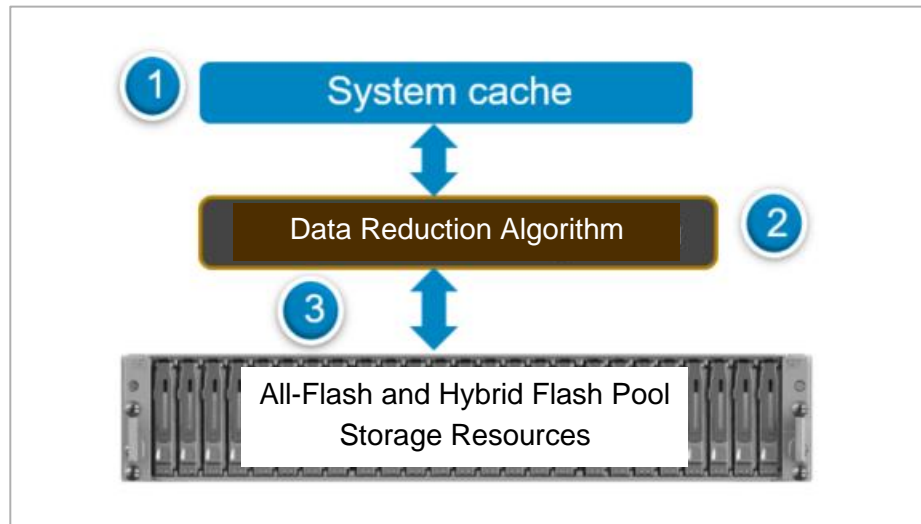 1
System cache
Data Reduction Algorithm
2
3
All-Flash and Hybrid Flash Pool
Storage Resources